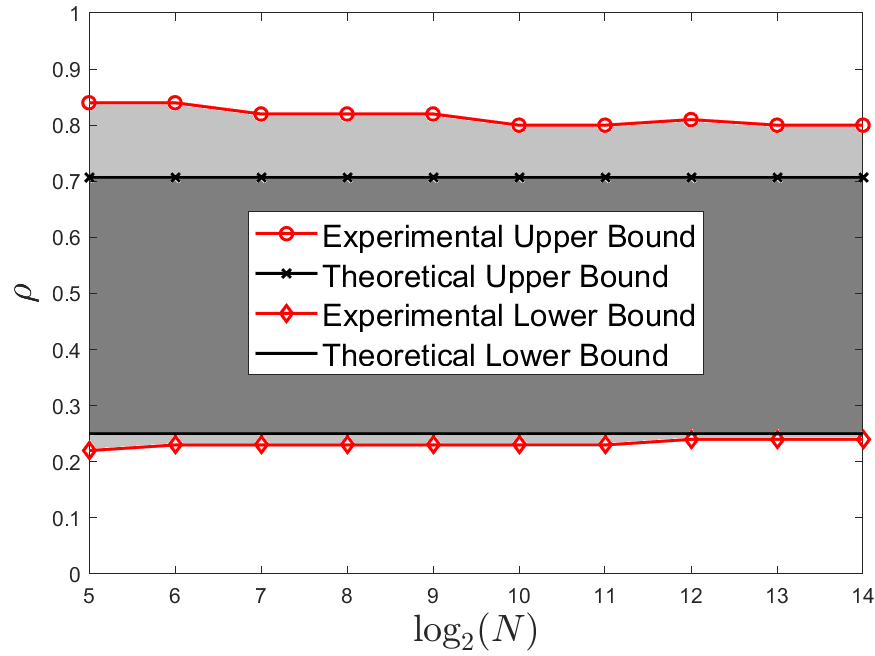 1
0.9
0.8
0.7
0.6
0.5
0.4
0.3
0.2
0.1
0
ρ
Experimental Upper Bound
Theoretical Upper Bound
Experimental Lower Bound
Theoretical Lower Bound
5 6 7 8 9 10 11 12 13 14
log₂(N)